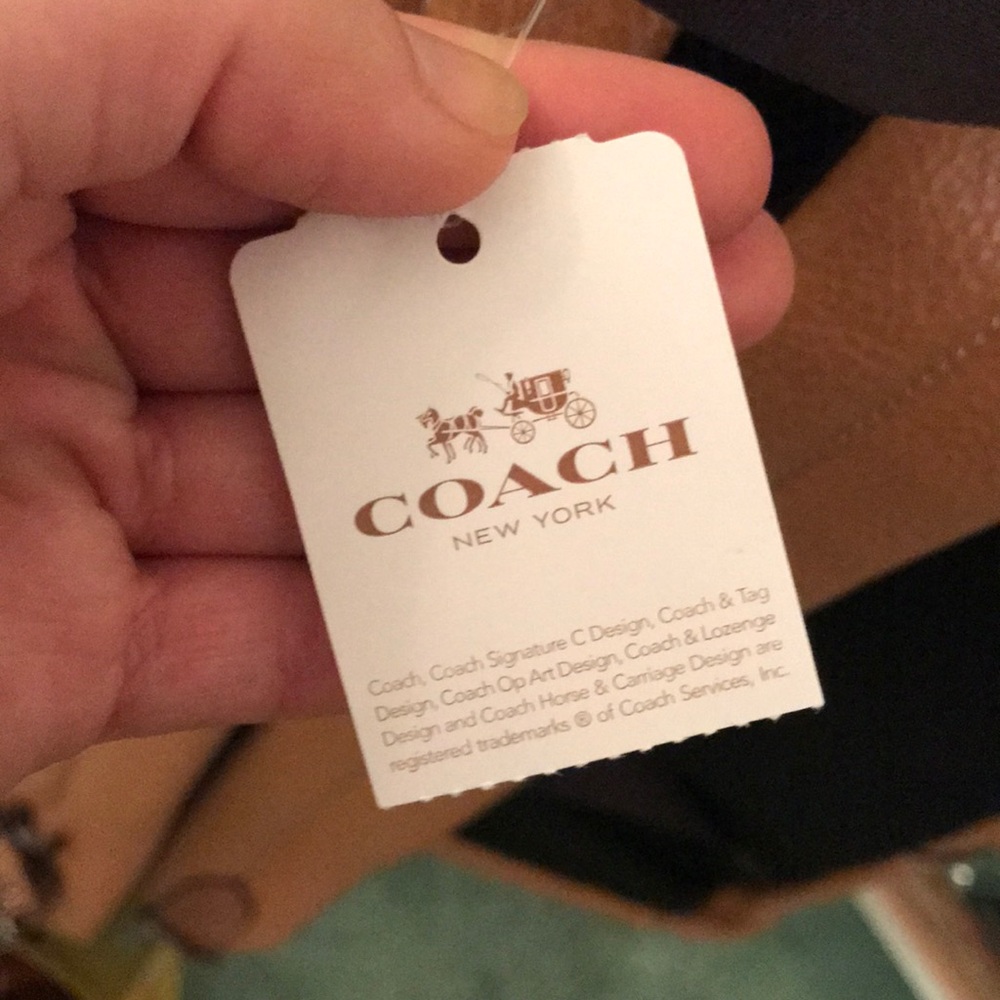 COACH
NEW YORK
Coach, Coach Signature C Design, Coach & Tag
Design, Coach Op Art Design, Coach & Lozenge
Design and Coach Horse & Carriage Design are
registered trademarks ® of Coach Services, Inc.